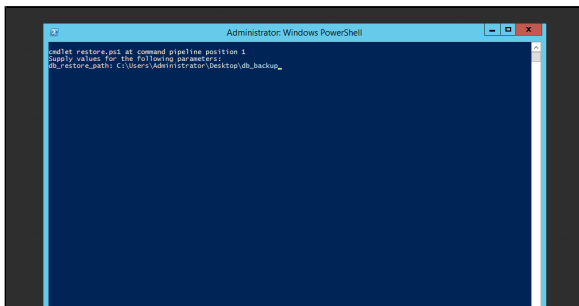 Administrator: Windows PowerShell
cmdlet restore.ps1 at command pipeline position 1
Supply values for the following parameters:
db_restore_path: C:\Users\Administrator\Desktop\db_backup_